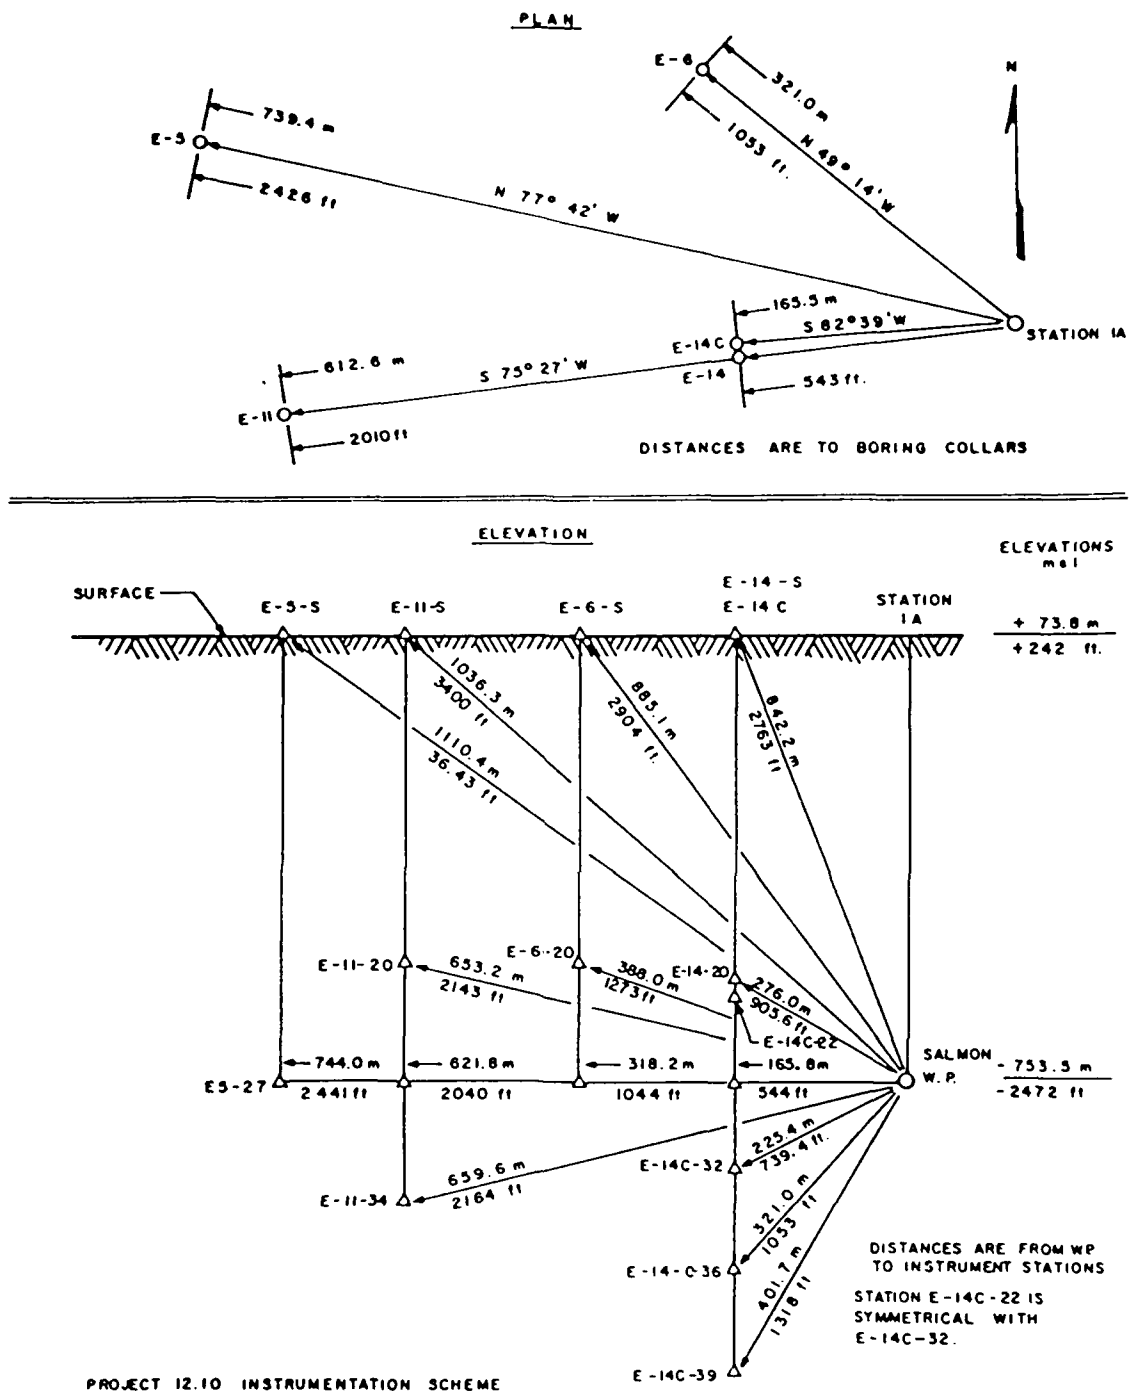 PLAN
E-6
321.0 m
1053 ft.
N 49° 14' W
N
739.4 m
E-5
2426 ft
N 77° 42' W
165.5 m
S 82° 39' W
STATION 1A
E-14C
E-14
543 ft.
612.6 m
S 75° 27' W
E-11
2010 ft
DISTANCES ARE TO BORING COLLARS
ELEVATION
ELEVATIONS
msl
SURFACE
E-5-S
E-11-S
E-6-S
E-14-S
E-14C
STATION
1A
+ 73.8 m
+242 ft.
1036.3 m
3400 ft
1110.4 m
36.43 ft
885.1 m
2904 ft.
842.2 m
2763 ft
E-11-20
653.2 m
2143 ft
E-6-20
388.0 m
1273 ft
E-14-20
276.0m
905.6 ft
E-14C-22
E5-27
744.0m
2441 ft
621.8m
2040 ft
318.2m
1044 ft
165.8m
544 ft
SALMON
W.P.
- 753.5 m
-2472 ft
E-11-34
659.6 m
2164 ft
E-14C-32
225.4 m
739.4 ft.
E-14-C-36
321.0 m
1053 ft
E-14C-39
401.7 m
1318 ft
DISTANCES ARE FROM WP
TO INSTRUMENT STATIONS
STATION E-14C-22 IS
SYMMETRICAL WITH
E-14C-32.
PROJECT 12.10 INSTRUMENTATION SCHEME